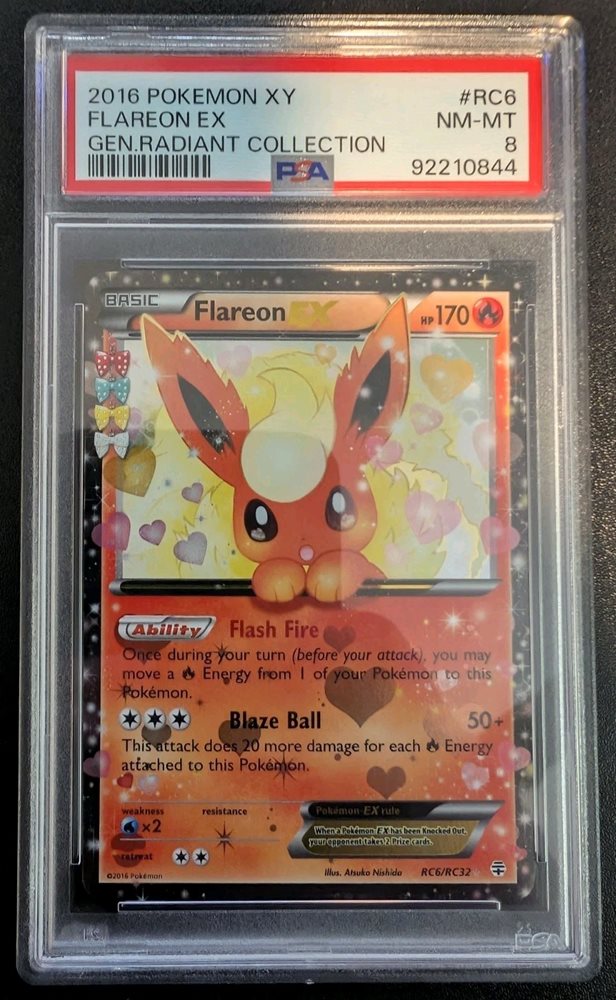 2016 POKEMON XY #RC6
FLAREON EX NM-MT
GEN.RADIANT COLLECTION 8
PSA 92210844
BASIC Flareon EX HP170
Ability Flash Fire
Once during your turn (before your attack), you may
move a Energy from 1 of your Pokémon to this
Pokémon.
Blaze Ball 50+
This attack does 20 more damage for each Energy
attached to this Pokémon.
weakness resistance
×2
Pokémon-EX rule
When a Pokémon-EX has been Knocked Out,
your opponent takes 2 Prize cards.
retreat
©2016 Pokémon Illus. Atsuko Nishida RC6/RC32